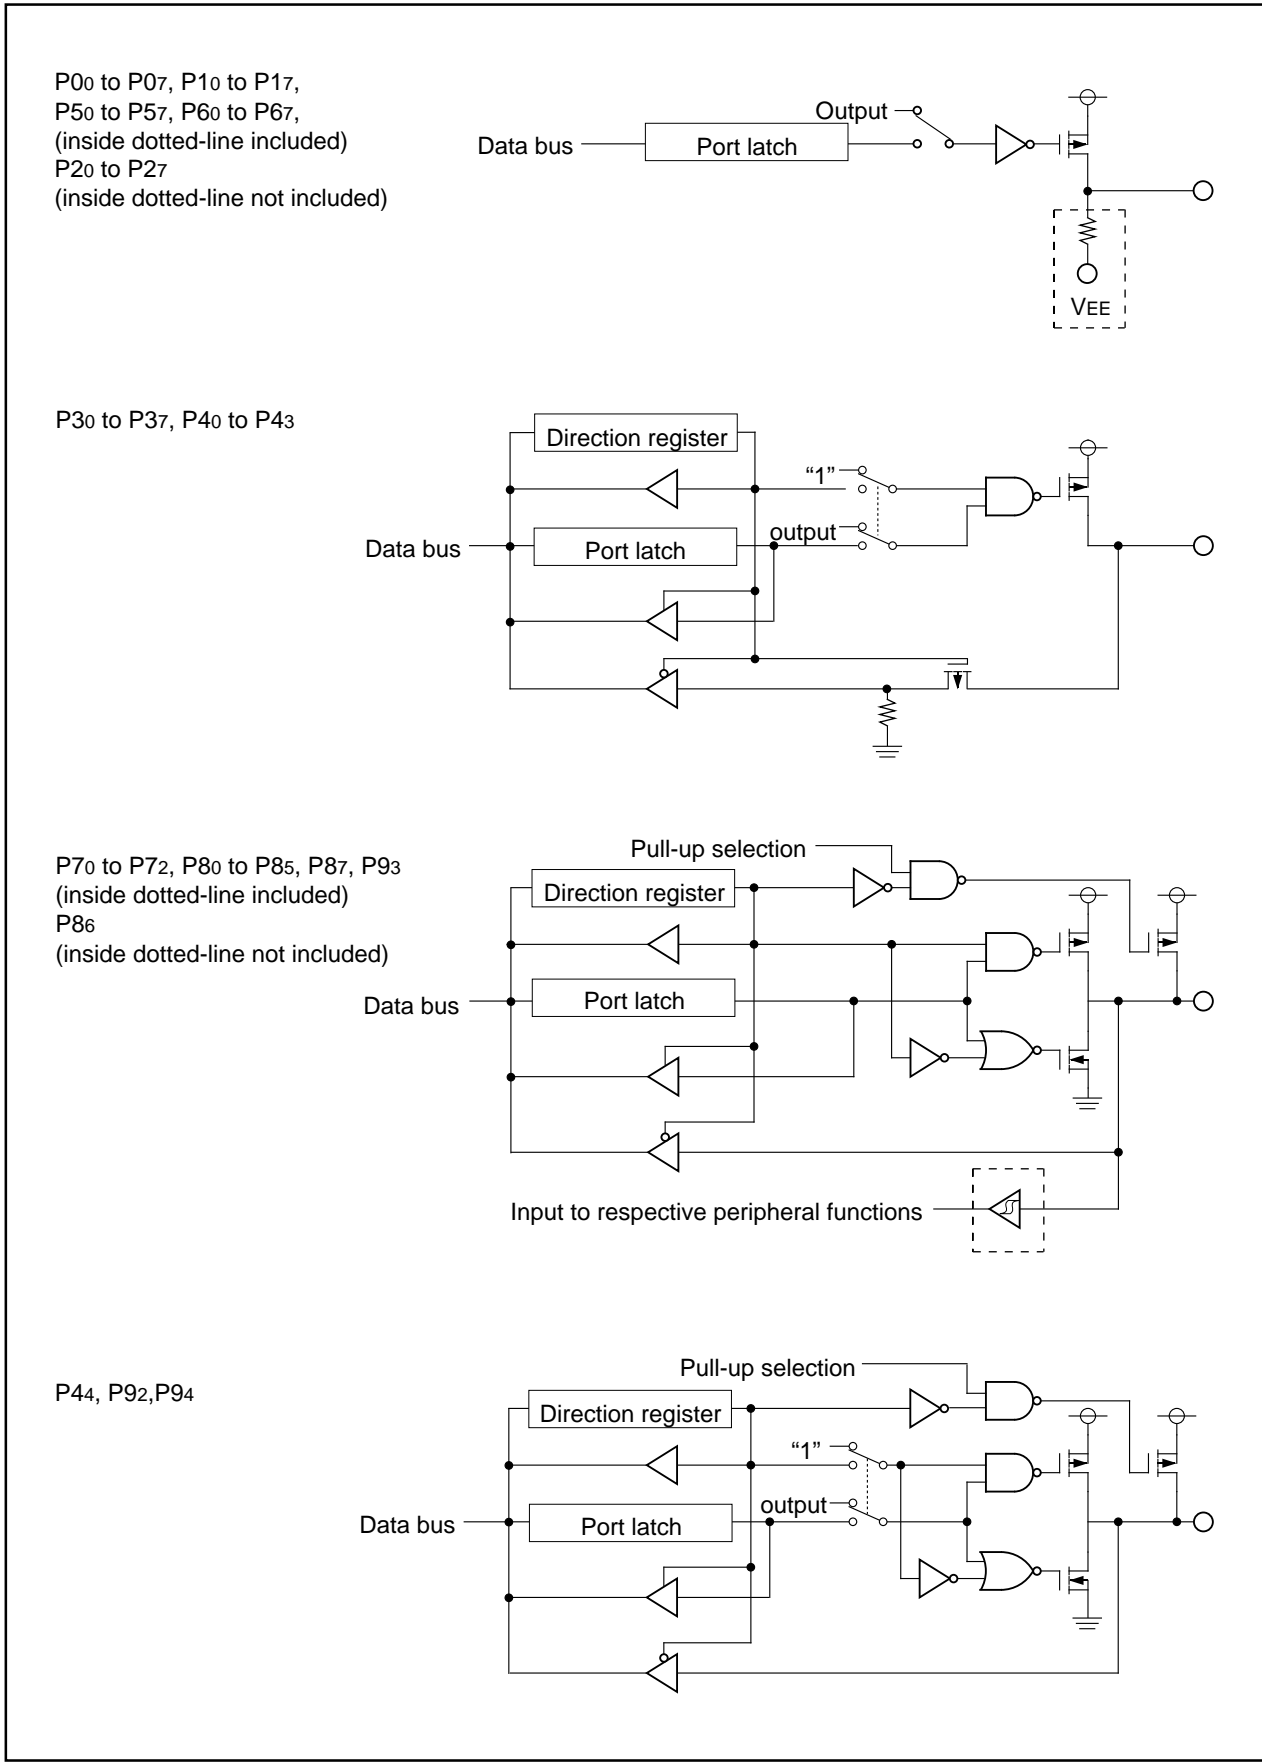 P00 to P07, P10 to P17,
P50 to P57, P60 to P67,
(inside dotted-line included)
P20 to P27
(inside dotted-line not included)
Output
Data bus
Port latch
VEE
P30 to P37, P40 to P43
Direction register
“1”
output
Data bus
Port latch
Pull-up selection
P70 to P72, P80 to P85, P87, P93
(inside dotted-line included)
P86
(inside dotted-line not included)
Direction register
Data bus
Port latch
Input to respective peripheral functions
Pull-up selection
P44, P92,P94
Direction register
“1”
output
Data bus
Port latch